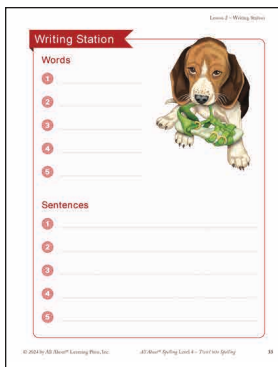 Lesson 2 – Writing Station
Writing Station
Words
1
2
3
4
5
Sentences
1
2
3
4
5
© 2024 by All About® Learning Press, Inc.
All About® Spelling Level 4 – Travel into Spelling
33